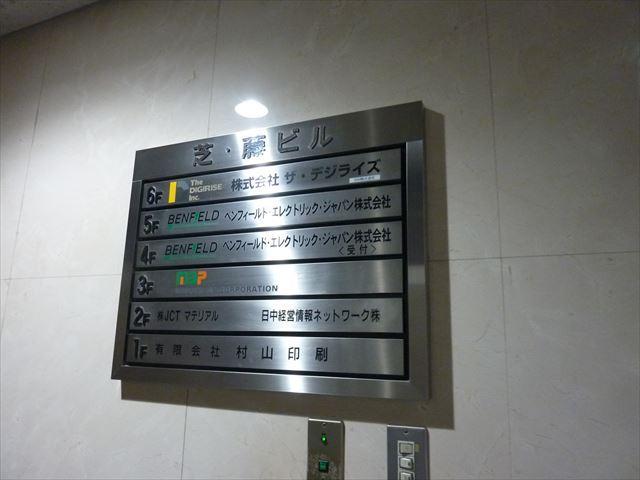 芝・藤ビル
6F The DIGIRISE Inc. 株式会社 ザ・デジライズ
5F BENFIELD ベンフィールド・エレクトリック・ジャパン株式会社
4F BENFIELD ベンフィールド・エレクトリック・ジャパン株式会社
〈受付〉
3F CORPORATION
2F ㈱JCT マテリアル 日中経営情報ネットワーク㈱
1F 有限会社 村山印刷